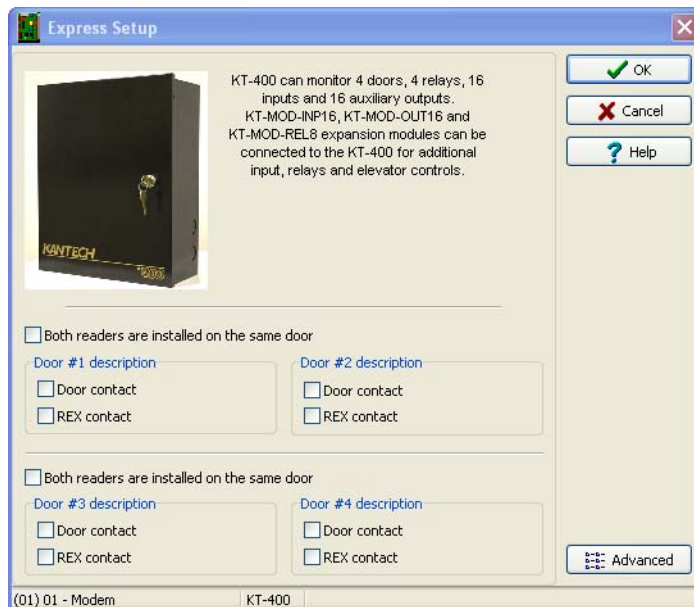 Express Setup
KT-400 can monitor 4 doors, 4 relays, 16
inputs and 16 auxiliary outputs.
KT-MOD-INP16, KT-MOD-OUT16 and
KT-MOD-REL8 expansion modules can be
connected to the KT-400 for additional
input, relays and elevator controls.
OK
Cancel
? Help
KANTECH
Both readers are installed on the same door
Door #1 description
Door contact
REX contact
Door #2 description
Door contact
REX contact
Both readers are installed on the same door
Door #3 description
Door contact
REX contact
Door #4 description
Door contact
REX contact
Advanced
(01) 01 - Modem
KT-400